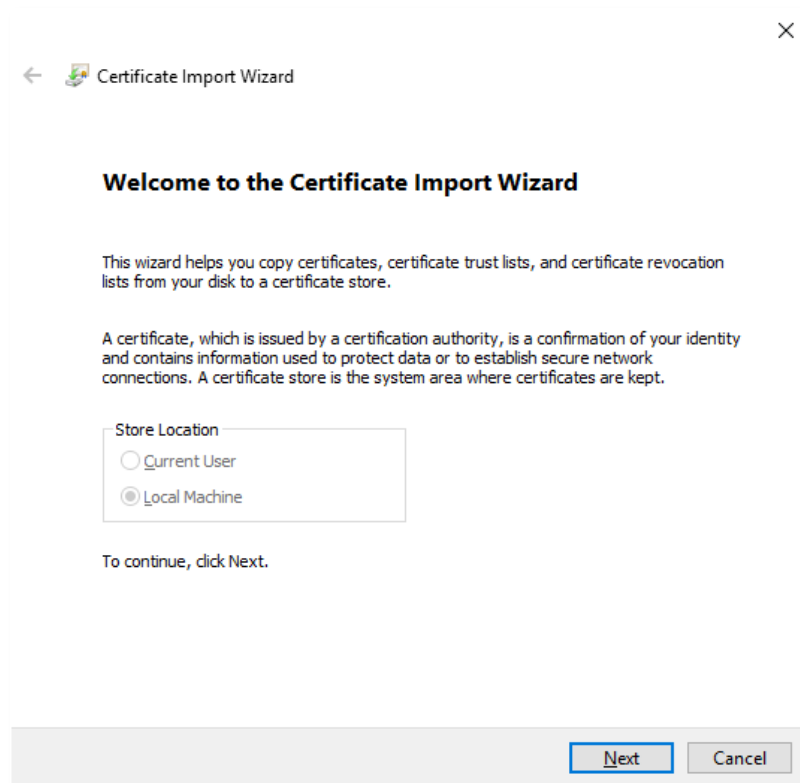 Certificate Import Wizard
Welcome to the Certificate Import Wizard
This wizard helps you copy certificates, certificate trust lists, and certificate revocation
lists from your disk to a certificate store.
A certificate, which is issued by a certification authority, is a confirmation of your identity
and contains information used to protect data or to establish secure network
connections. A certificate store is the system area where certificates are kept.
Store Location
Current User
Local Machine
To continue, click Next.
Next
Cancel